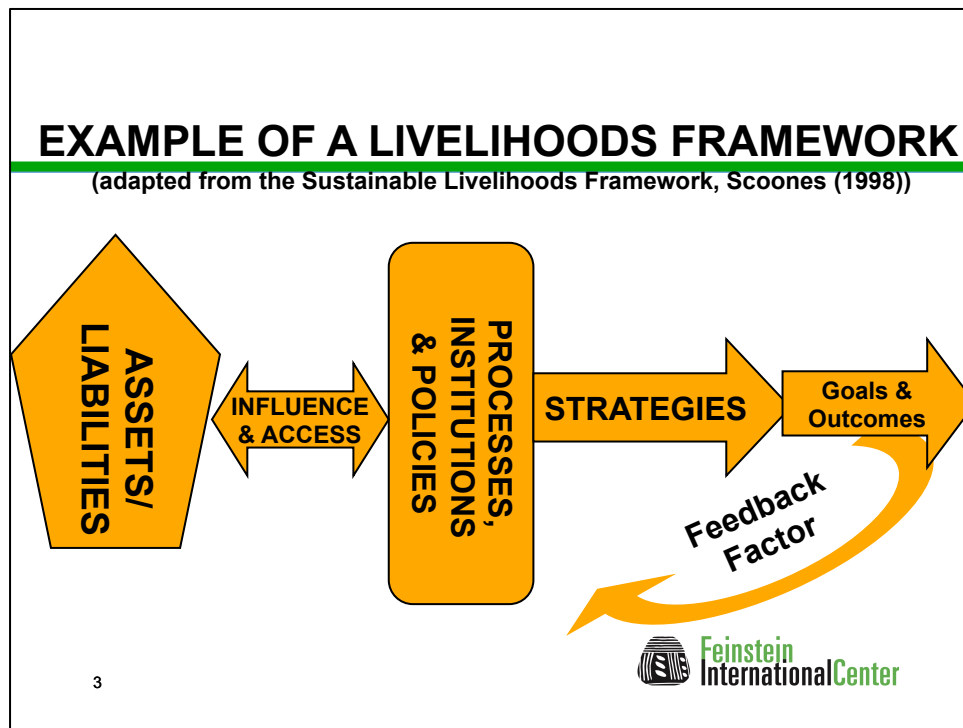 EXAMPLE OF A LIVELIHOODS FRAMEWORK
(adapted from the Sustainable Livelihoods Framework, Scoones (1998))
ASSETS/
LIABILITIES
INFLUENCE
& ACCESS
PROCESSES,
INSTITUTIONS
& POLICIES
STRATEGIES
Goals &
Outcomes
Feedback
Factor
3
Feinstein
InternationalCenter